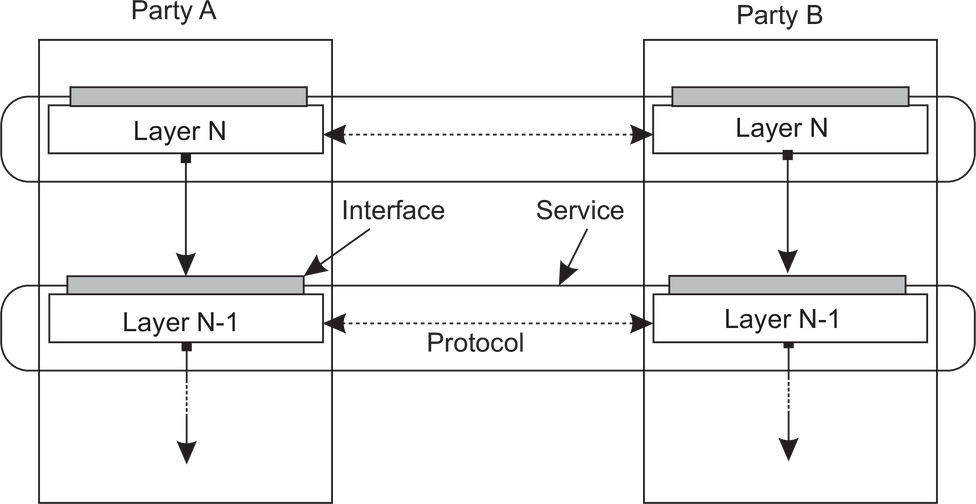 Party A
Party B
Layer N
Layer N
Interface
Service
Layer N-1
Layer N-1
Protocol